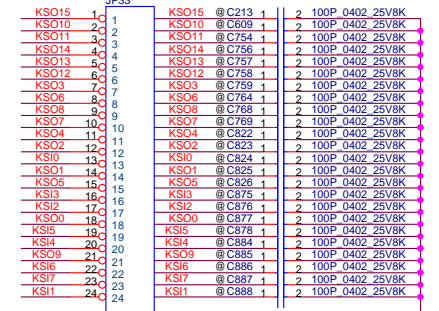 JP33
KSO15 1 1 KSO15 @C213 1 2 100P_0402_25V8K
KSO10 2 2 KSO10 @C609 1 2 100P_0402_25V8K
KSO11 3 3 KSO11 @C754 1 2 100P_0402_25V8K
KSO14 4 4 KSO14 @C756 1 2 100P_0402_25V8K
KSO13 5 5 KSO13 @C757 1 2 100P_0402_25V8K
KSO12 6 6 KSO12 @C758 1 2 100P_0402_25V8K
KSO3 7 7 KSO3 @C759 1 2 100P_0402_25V8K
KSO6 8 8 KSO6 @C764 1 2 100P_0402_25V8K
KSO8 9 9 KSO8 @C768 1 2 100P_0402_25V8K
KSO7 10 10 KSO7 @C769 1 2 100P_0402_25V8K
KSO4 11 11 KSO4 @C822 1 2 100P_0402_25V8K
KSO2 12 12 KSO2 @C823 1 2 100P_0402_25V8K
KSI0 13 13 KSI0 @C824 1 2 100P_0402_25V8K
KSO1 14 14 KSO1 @C825 1 2 100P_0402_25V8K
KSO5 15 15 KSO5 @C826 1 2 100P_0402_25V8K
KSI3 16 16 KSI3 @C875 1 2 100P_0402_25V8K
KSI2 17 17 KSI2 @C876 1 2 100P_0402_25V8K
KSO0 18 18 KSO0 @C877 1 2 100P_0402_25V8K
KSI5 19 19 KSI5 @C878 1 2 100P_0402_25V8K
KSI4 20 20 KSI4 @C884 1 2 100P_0402_25V8K
KSO9 21 21 KSO9 @C885 1 2 100P_0402_25V8K
KSI6 22 22 KSI6 @C886 1 2 100P_0402_25V8K
KSI7 23 23 KSI7 @C887 1 2 100P_0402_25V8K
KSI1 24 24 KSI1 @C888 1 2 100P_0402_25V8K